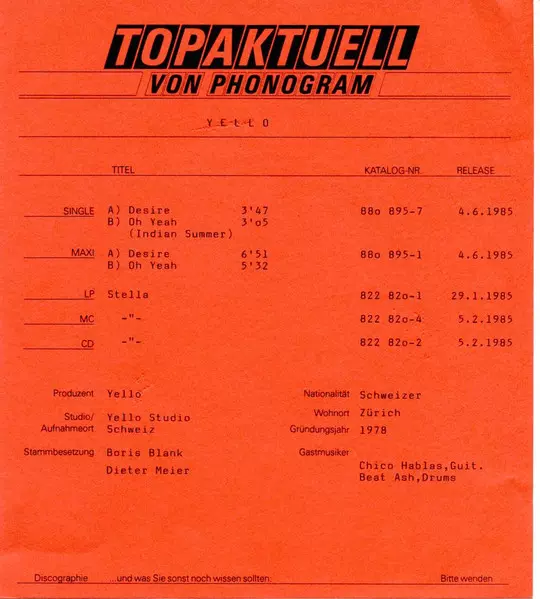 TOPAKTUELL
VON PHONOGRAM
YELLO
TITEL KATALOG-NR. RELEASE
SINGLE A) Desire 3'47 88o 895-7 4.6.1985
B) Oh Yeah 3'o5
(Indian Summer)
MAXI A) Desire 6'51 88o 895-1 4.6.1985
B) Oh Yeah 5'32
LP Stella 822 82o-1 29.1.1985
MC -"- 822 82o-4 5.2.1985
CD -"- 822 82o-2 5.2.1985
Produzent Yello Nationalität Schweizer
Studio/ Yello Studio Wohnort Zürich
Aufnahmeort Schweiz Gründungsjahr 1978
Stammbesetzung Boris Blank Gastmusiker
Dieter Meier Chico Hablas,Guit.
Beat Ash,Drums
Discographie ...und was Sie sonst noch wissen sollten: Bitte wenden